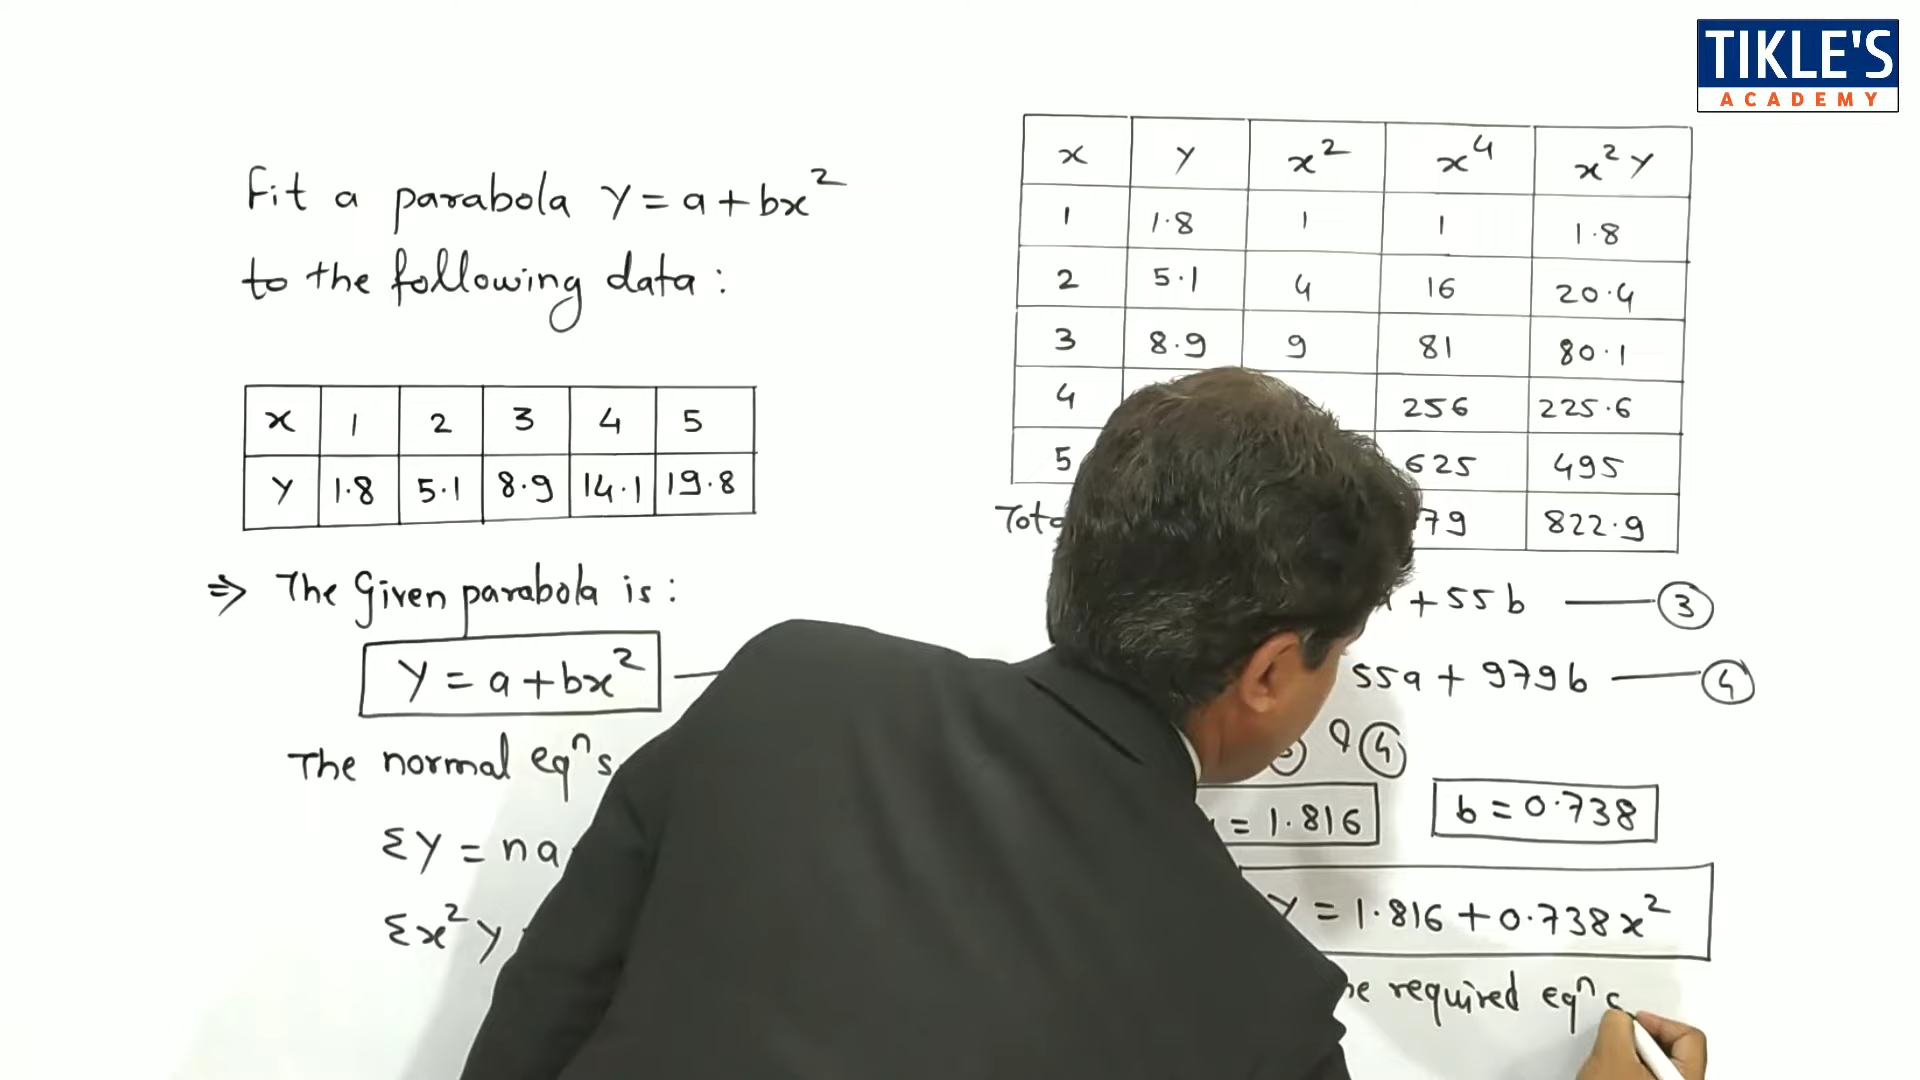 TIKLE'S
ACADEMY
Fit a parabola y = a + bx²
to the following data :
x 1 2 3 4 5
y 1.8 5.1 8.9 14.1 19.8
⇒ The Given parabola is :
y = a + bx²
The normal eqⁿs
Σy = na
Σx²y
x y x² x⁴ x²y
1 1.8 1 1 1.8
2 5.1 4 16 20.4
3 8.9 9 81 80.1
4 256 225.6
5 625 495
79 822.9
+ 55b — ③
55a + 979b — ④
& ④
= 1.816 b = 0.738
y = 1.816 + 0.738x²
required eqⁿ